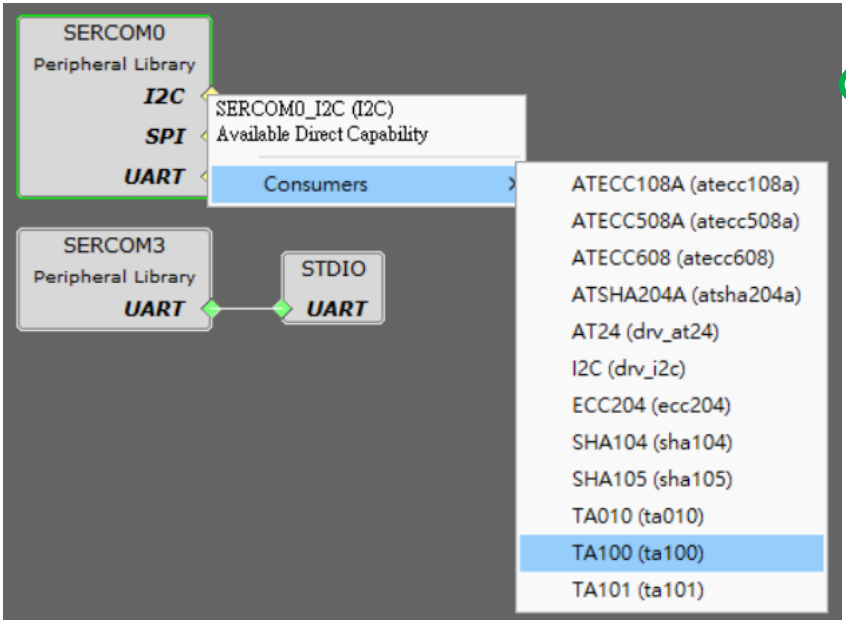 SERCOM0
Peripheral Library
I2C
SPI
UART
SERCOM0_I2C (I2C)
Available Direct Capability
Consumers
ATECC108A (atecc108a)
ATECC508A (atecc508a)
ATECC608 (atecc608)
ATSHA204A (atsha204a)
AT24 (drv_at24)
I2C (drv_i2c)
ECC204 (ecc204)
SHA104 (sha104)
SHA105 (sha105)
TA010 (ta010)
TA100 (ta100)
TA101 (ta101)
SERCOM3
Peripheral Library
UART
STDIO
UART